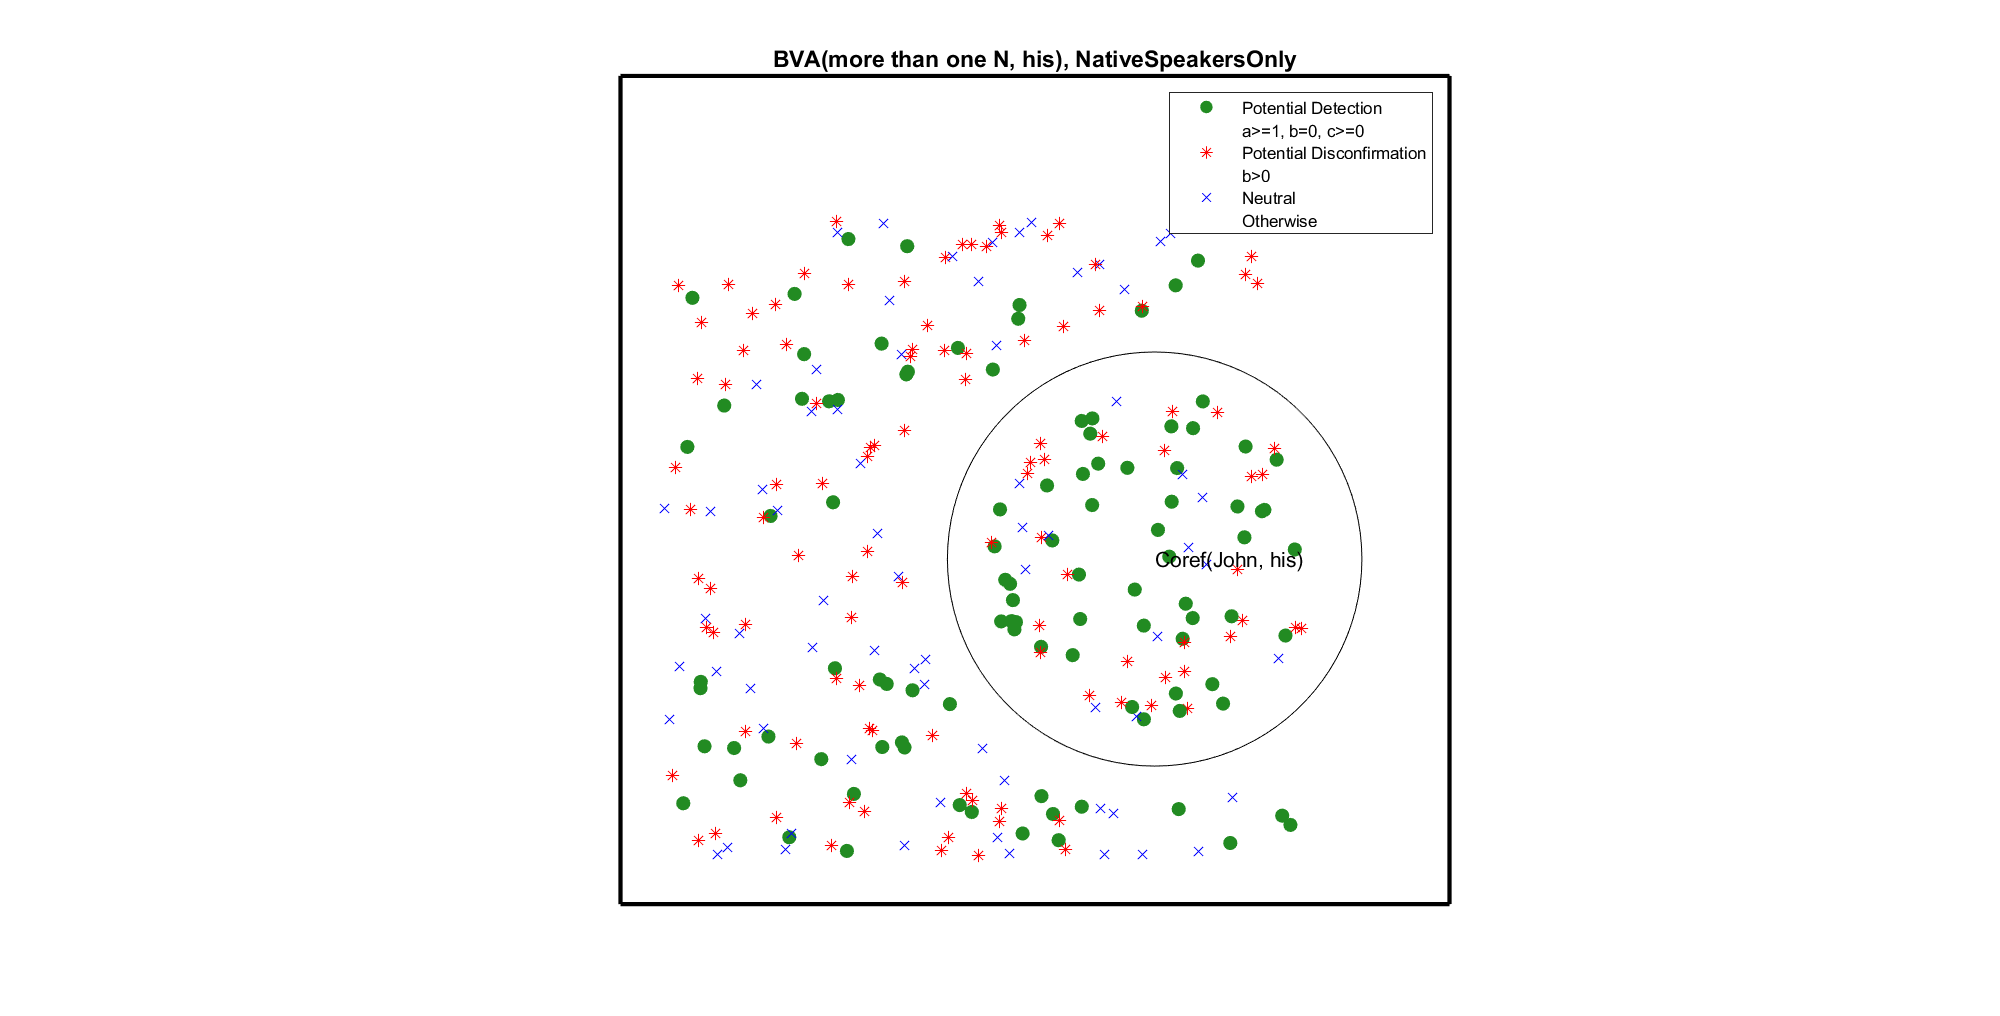 BVA(more than one N, his), NativeSpeakersOnly
Potential Detection
a>=1, b=0, c>=0
Potential Disconfirmation
b>0
Neutral
Otherwise
Coref(John, his)